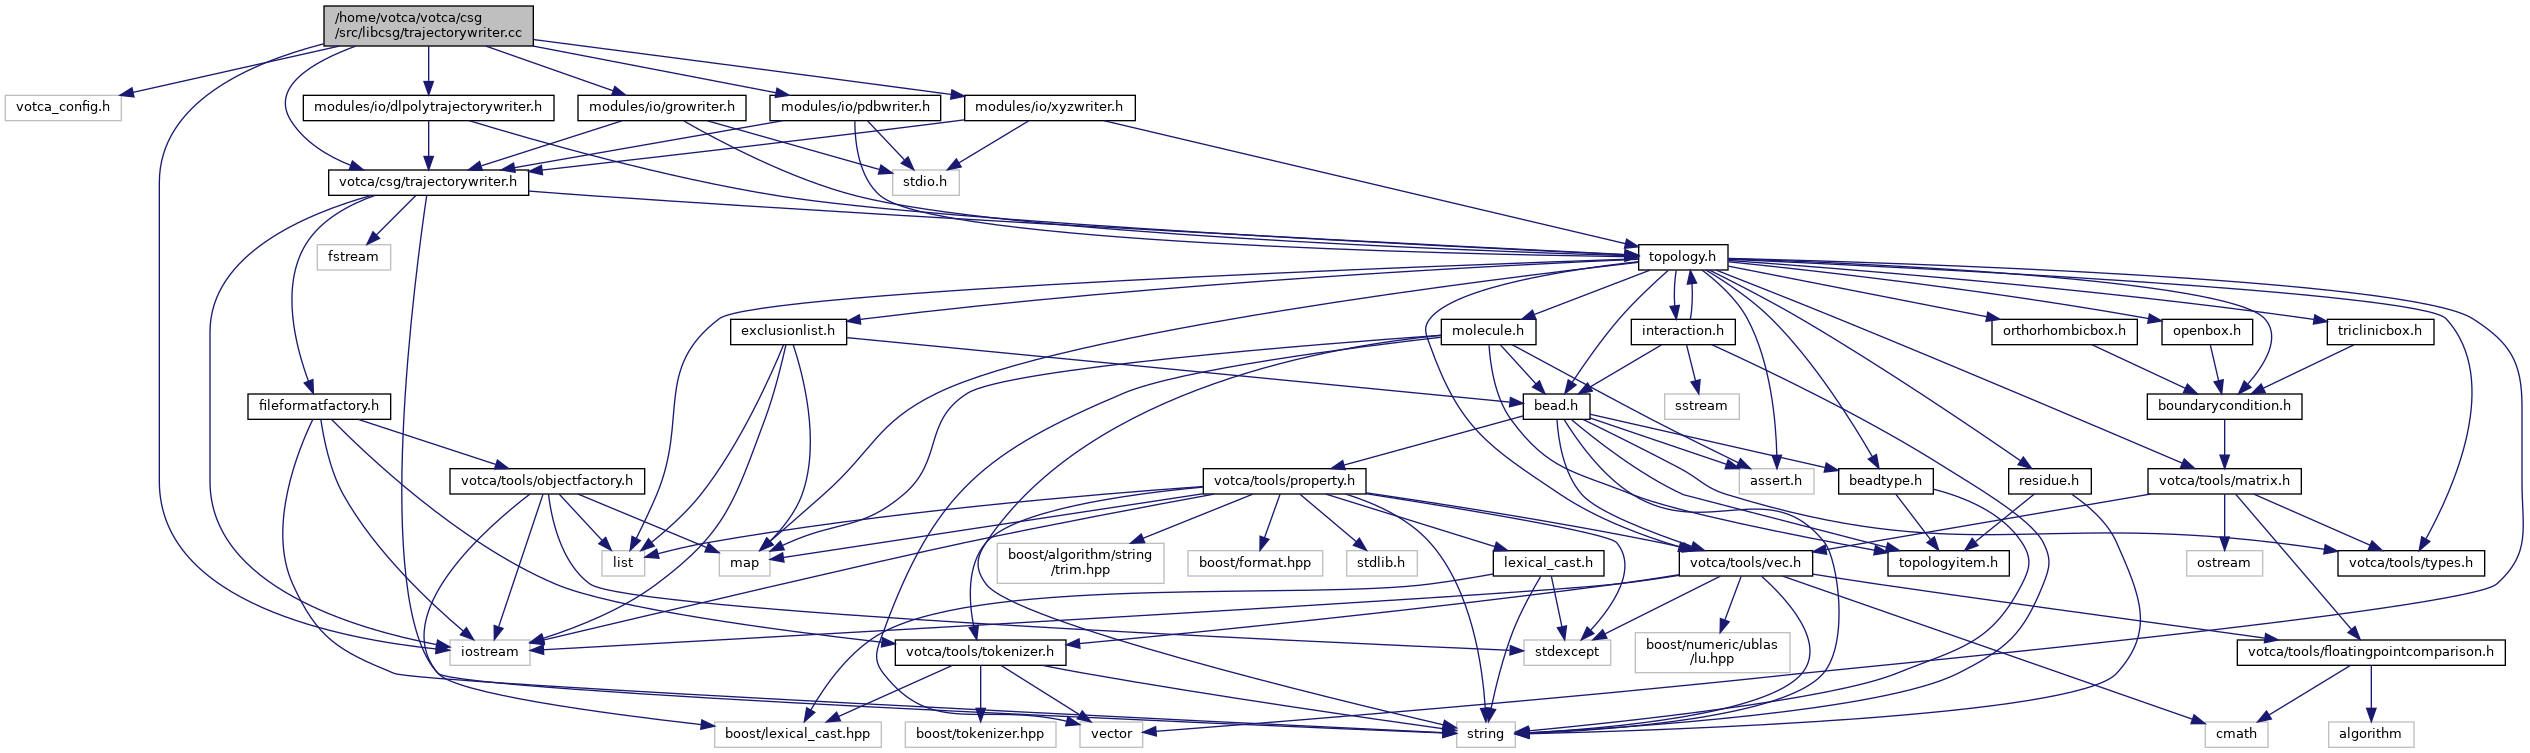 /home/votca/votca/csg
/src/libcsg/trajectorywriter.cc
votca_config.h
modules/io/dlpolytrajectorywriter.h
modules/io/growriter.h
modules/io/pdbwriter.h
modules/io/xyzwriter.h
votca/csg/trajectorywriter.h
stdio.h
fstream
topology.h
exclusionlist.h
molecule.h
interaction.h
orthorhombicbox.h
openbox.h
triclinicbox.h
fileformatfactory.h
bead.h
sstream
boundarycondition.h
votca/tools/objectfactory.h
votca/tools/property.h
assert.h
beadtype.h
residue.h
votca/tools/matrix.h
list
map
boost/algorithm/string
/trim.hpp
boost/format.hpp
stdlib.h
lexical_cast.h
votca/tools/vec.h
topologyitem.h
ostream
votca/tools/types.h
iostream
votca/tools/tokenizer.h
stdexcept
boost/numeric/ublas
/lu.hpp
votca/tools/floatingpointcomparison.h
boost/lexical_cast.hpp
boost/tokenizer.hpp
vector
string
cmath
algorithm